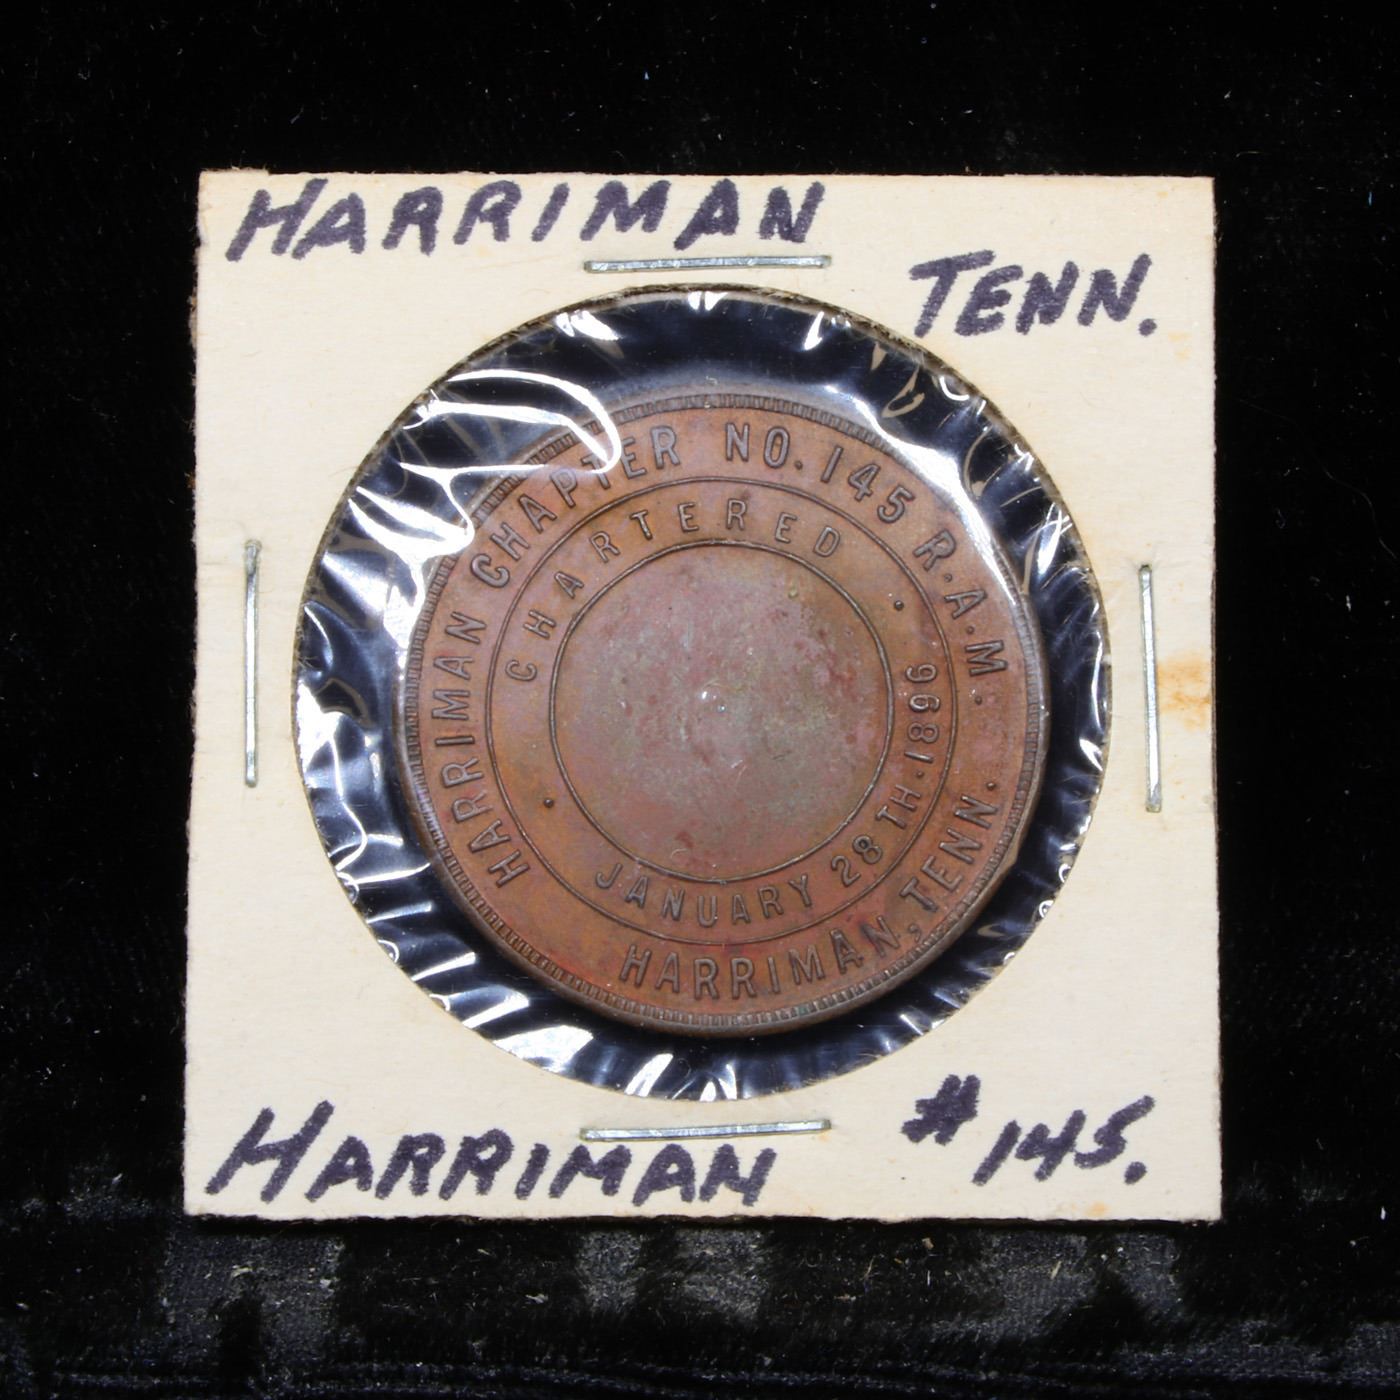 HARRIMAN
TENN.
HARRIMAN CHAPTER NO. 145 R.A.M.
HARRIMAN, TENN.
CHARTERED
JANUARY 28TH.1896
HARRIMAN
#145.